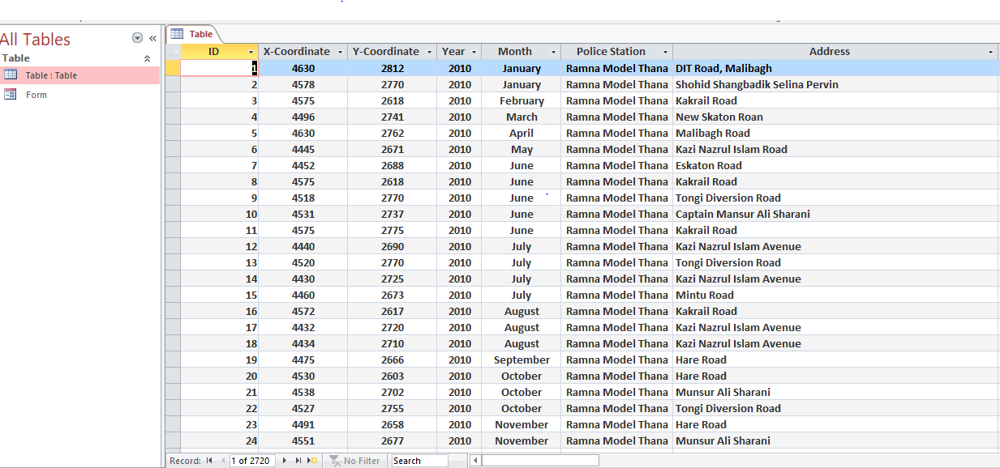 All Tables
Table
Table : Table
Form
Table
ID X-Coordinate Y-Coordinate Year Month Police Station Address
1 4630 2812 2010 January Ramna Model Thana DIT Road, Malibagh
2 4578 2770 2010 January Ramna Model Thana Shohid Shangbadik Selina Pervin
3 4575 2618 2010 February Ramna Model Thana Kakrail Road
4 4496 2741 2010 March Ramna Model Thana New Skaton Roan
5 4630 2762 2010 April Ramna Model Thana Malibagh Road
6 4445 2671 2010 May Ramna Model Thana Kazi Nazrul Islam Road
7 4452 2688 2010 June Ramna Model Thana Eskaton Road
8 4575 2618 2010 June Ramna Model Thana Kakrail Road
9 4518 2770 2010 June Ramna Model Thana Tongi Diversion Road
10 4531 2737 2010 June Ramna Model Thana Captain Mansur Ali Sharani
11 4575 2775 2010 June Ramna Model Thana Kakrail Road
12 4440 2690 2010 July Ramna Model Thana Kazi Nazrul Islam Avenue
13 4520 2770 2010 July Ramna Model Thana Tongi Diversion Road
14 4430 2725 2010 July Ramna Model Thana Kazi Nazrul Islam Avenue
15 4460 2673 2010 July Ramna Model Thana Mintu Road
16 4572 2617 2010 August Ramna Model Thana Kakrail Road
17 4432 2720 2010 August Ramna Model Thana Kazi Nazrul Islam Avenue
18 4434 2710 2010 August Ramna Model Thana Kazi Nazrul Islam Avenue
19 4475 2666 2010 September Ramna Model Thana Hare Road
20 4530 2603 2010 October Ramna Model Thana Hare Road
21 4538 2702 2010 October Ramna Model Thana Munsur Ali Sharani
22 4527 2755 2010 October Ramna Model Thana Tongi Diversion Road
23 4491 2658 2010 November Ramna Model Thana Hare Road
24 4551 2677 2010 November Ramna Model Thana Munsur Ali Sharani
Record: 1 of 2720 No Filter Search